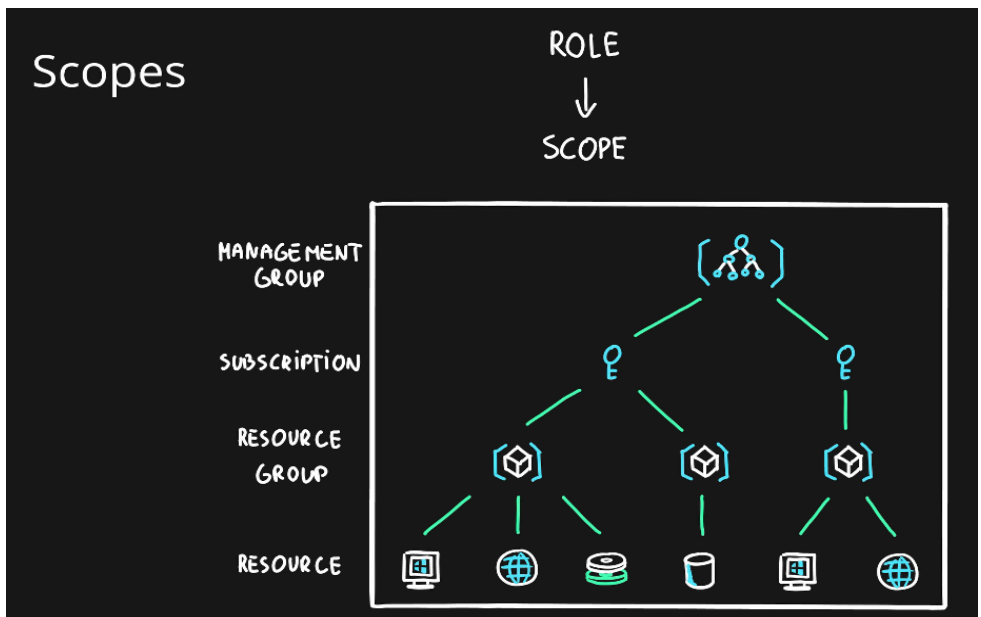 Scopes
ROLE
SCOPE
MANAGEMENT
GROUP
SUBSCRIPTION
RESOURCE
GROUP
RESOURCE